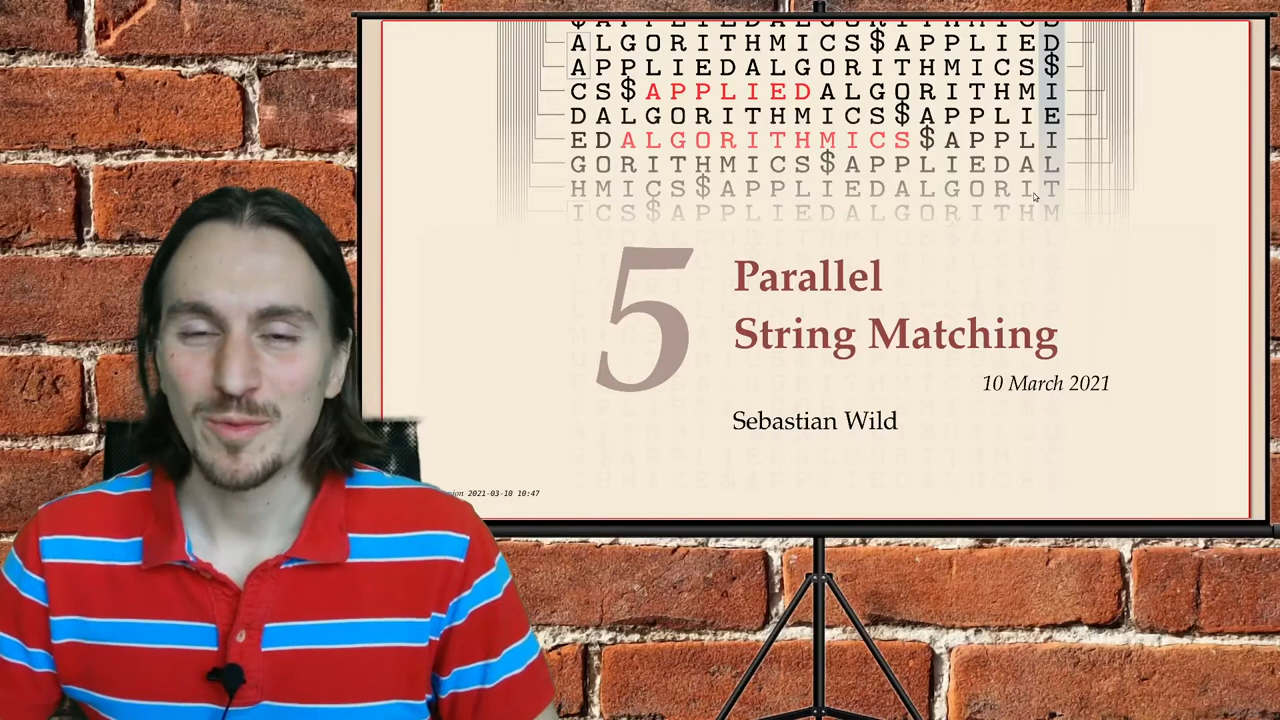 $APPLIEDALGORITHMICS
ALGORITHMICS$APPLIED
APPLIEDALGORITHMICS$
CS$APPLIEDALGORITHMI
DALGORITHMICS$APPLIE
EDALGORITHMICS$APPLI
GORITHMICS$APPLIEDAL
HMICS$APPLIEDALGORIT
ICS$APPLIEDALGORITHM
5
Parallel
String Matching
10 March 2021
Sebastian Wild
2021-03-10 10:47